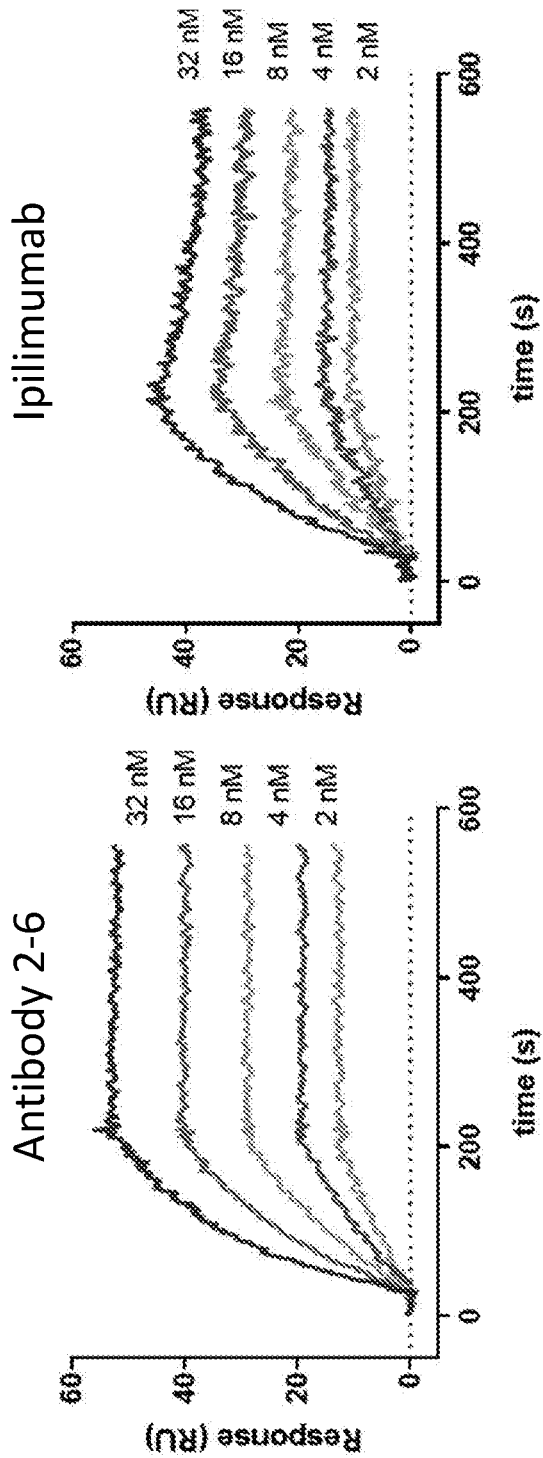 Antibody 2-6
Response (RU)
60
40
20
0
0
200
400
600
time (s)
32 nM
16 nM
8 nM
4 nM
2 nM
Ipilimumab
Response (RU)
60
40
20
0
0
200
400
600
time (s)
32 nM
16 nM
8 nM
4 nM
2 nM